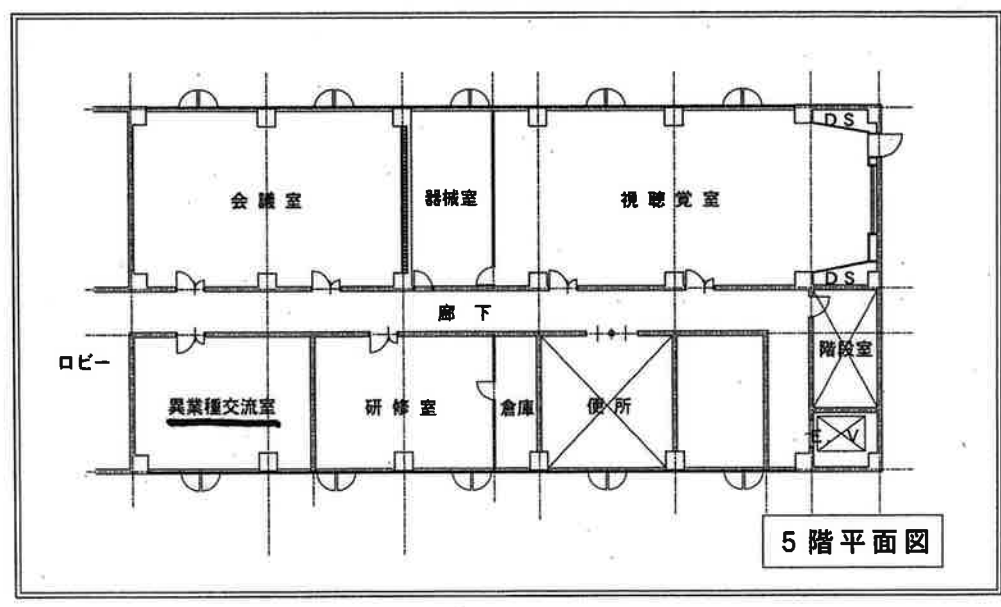 DS
会議室
器械室
視聴覚室
DS
廊下
ロビー
階段室
異業種交流室
研修室
倉庫
便所
E.V
5階平面図